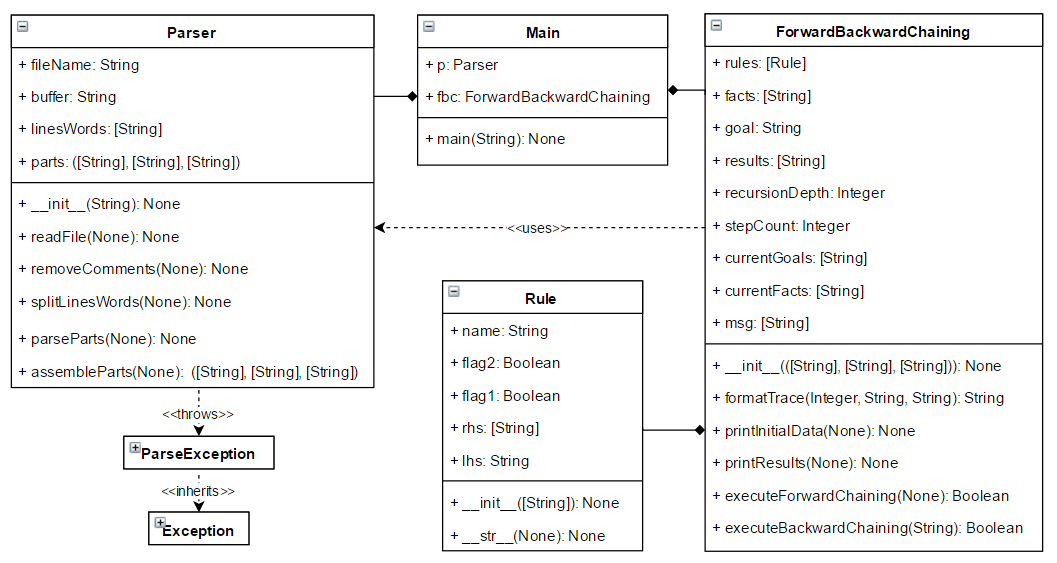 Parser
+ fileName: String
+ buffer: String
+ linesWords: [String]
+ parts: ([String], [String], [String])
+ __init__(String): None
+ readFile(None): None
+ removeComments(None): None
+ splitLinesWords(None): None
+ parseParts(None): None
+ assembleParts(None): ([String], [String], [String])
<<throws>>
ParseException
<<inherits>>
Exception
Main
+ p: Parser
+ fbc: ForwardBackwardChaining
+ main(String): None
<<uses>>
Rule
+ name: String
+ flag2: Boolean
+ flag1: Boolean
+ rhs: [String]
+ lhs: String
+ __init__([String]): None
+ __str__(None): None
ForwardBackwardChaining
+ rules: [Rule]
+ facts: [String]
+ goal: String
+ results: [String]
+ recursionDepth: Integer
+ stepCount: Integer
+ currentGoals: [String]
+ currentFacts: [String]
+ msg: [String]
+ __init__(([String], [String], [String])): None
+ formatTrace(Integer, String, String): String
+ printInitialData(None): None
+ printResults(None): None
+ executeForwardChaining(None): Boolean
+ executeBackwardChaining(String): Boolean